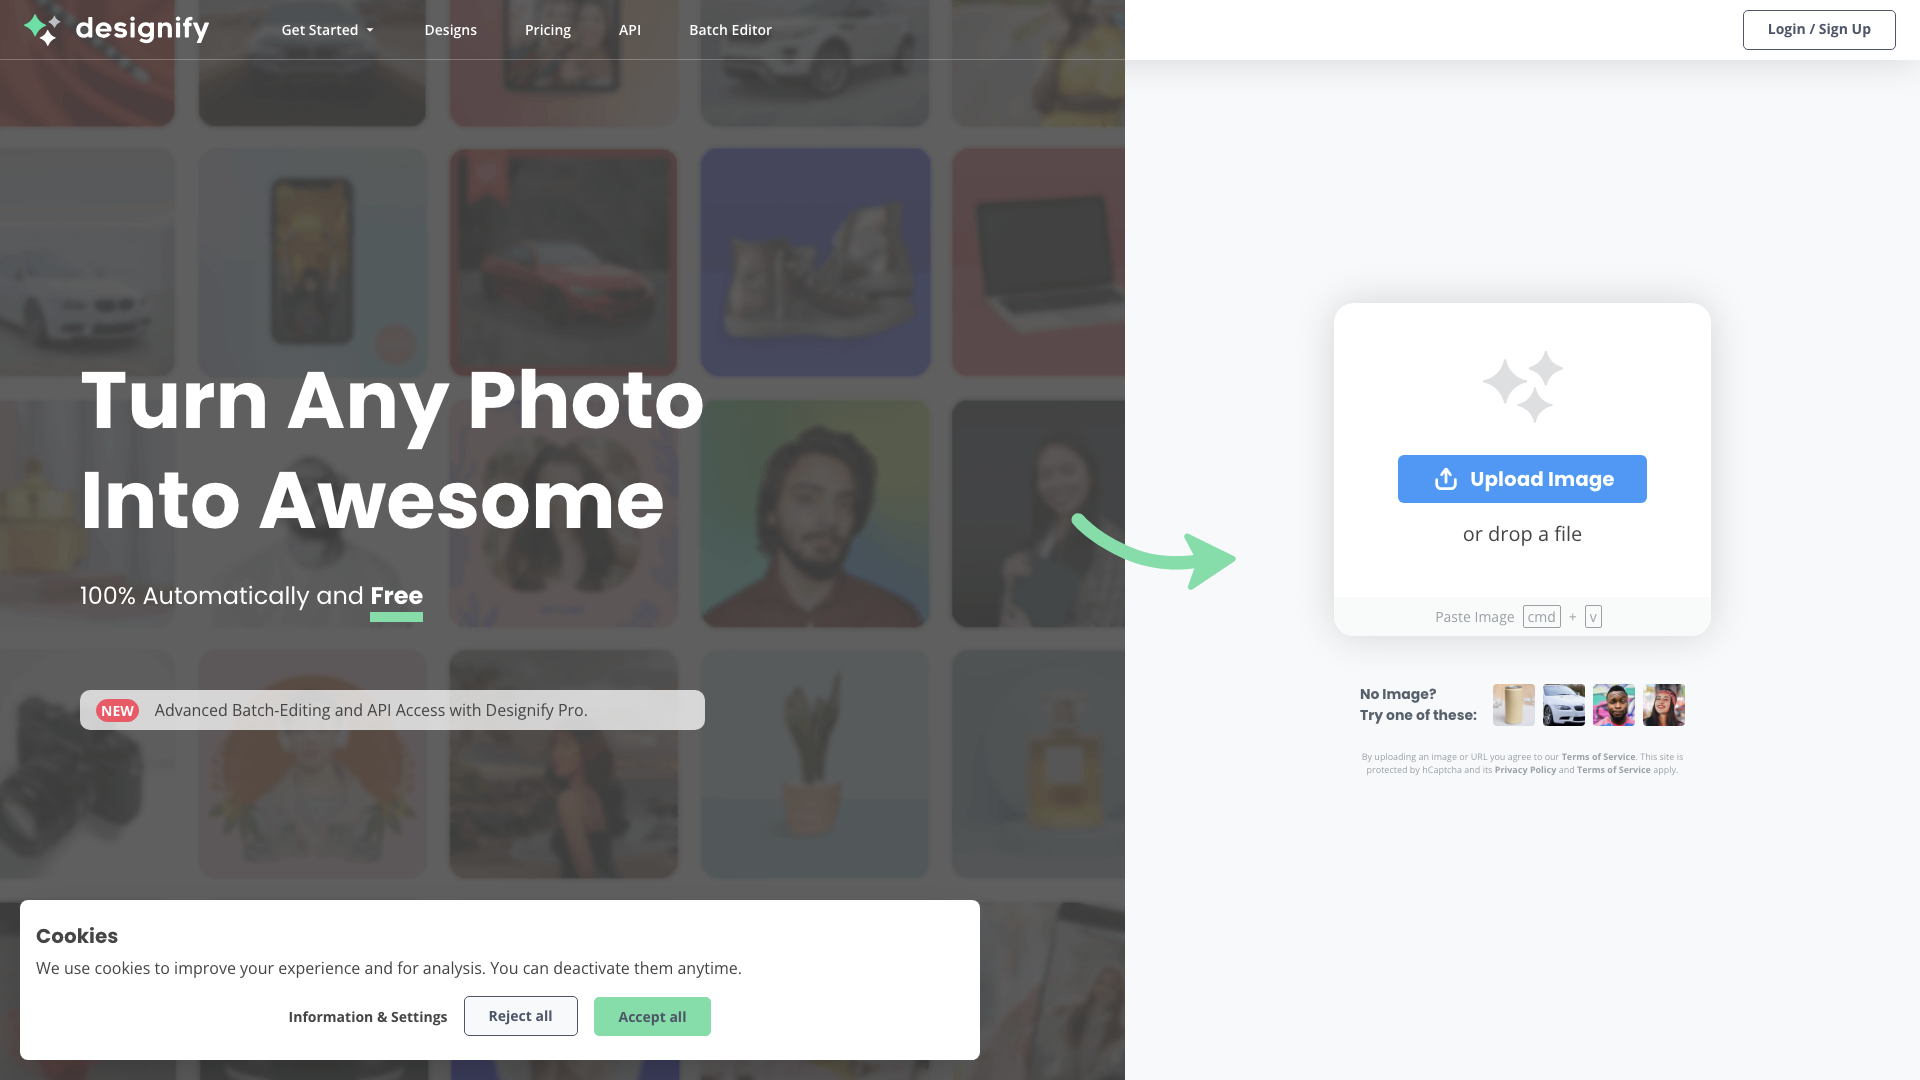 designify
Get Started
Designs
Pricing
API
Batch Editor
Login / Sign Up
Turn Any Photo
Into Awesome
100% Automatically and Free
NEW Advanced Batch-Editing and API Access with Designify Pro.
Upload Image
or drop a file
Paste Image cmd + v
No Image?
Try one of these:
By uploading an image or URL you agree to our Terms of Service. This site is
protected by hCaptcha and its Privacy Policy and Terms of Service apply.
Cookies
We use cookies to improve your experience and for analysis. You can deactivate them anytime.
Information & Settings
Reject all
Accept all